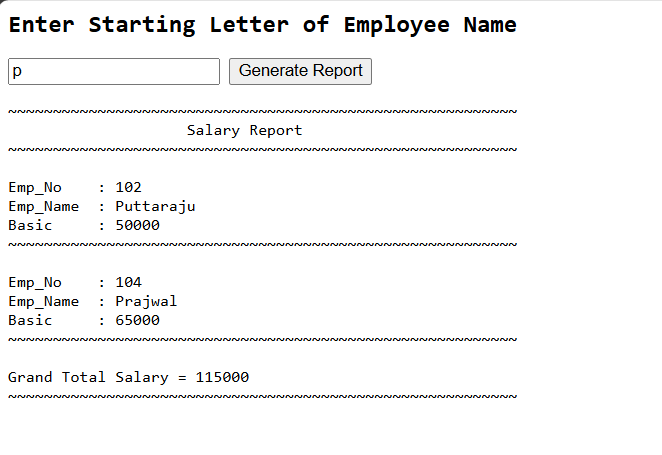 Enter Starting Letter of Employee Name
p Generate Report
~~~~~~~~~~~~~~~~~~~~~~~~~~~~~~~~~~~~~~~~~~~~~~~~~~~~~~~~~
Salary Report
~~~~~~~~~~~~~~~~~~~~~~~~~~~~~~~~~~~~~~~~~~~~~~~~~~~~~~~~~
Emp_No    : 102
Emp_Name  : Puttaraju
Basic     : 50000
~~~~~~~~~~~~~~~~~~~~~~~~~~~~~~~~~~~~~~~~~~~~~~~~~~~~~~~~~
Emp_No    : 104
Emp_Name  : Prajwal
Basic     : 65000
~~~~~~~~~~~~~~~~~~~~~~~~~~~~~~~~~~~~~~~~~~~~~~~~~~~~~~~~~
Grand Total Salary = 115000
~~~~~~~~~~~~~~~~~~~~~~~~~~~~~~~~~~~~~~~~~~~~~~~~~~~~~~~~~